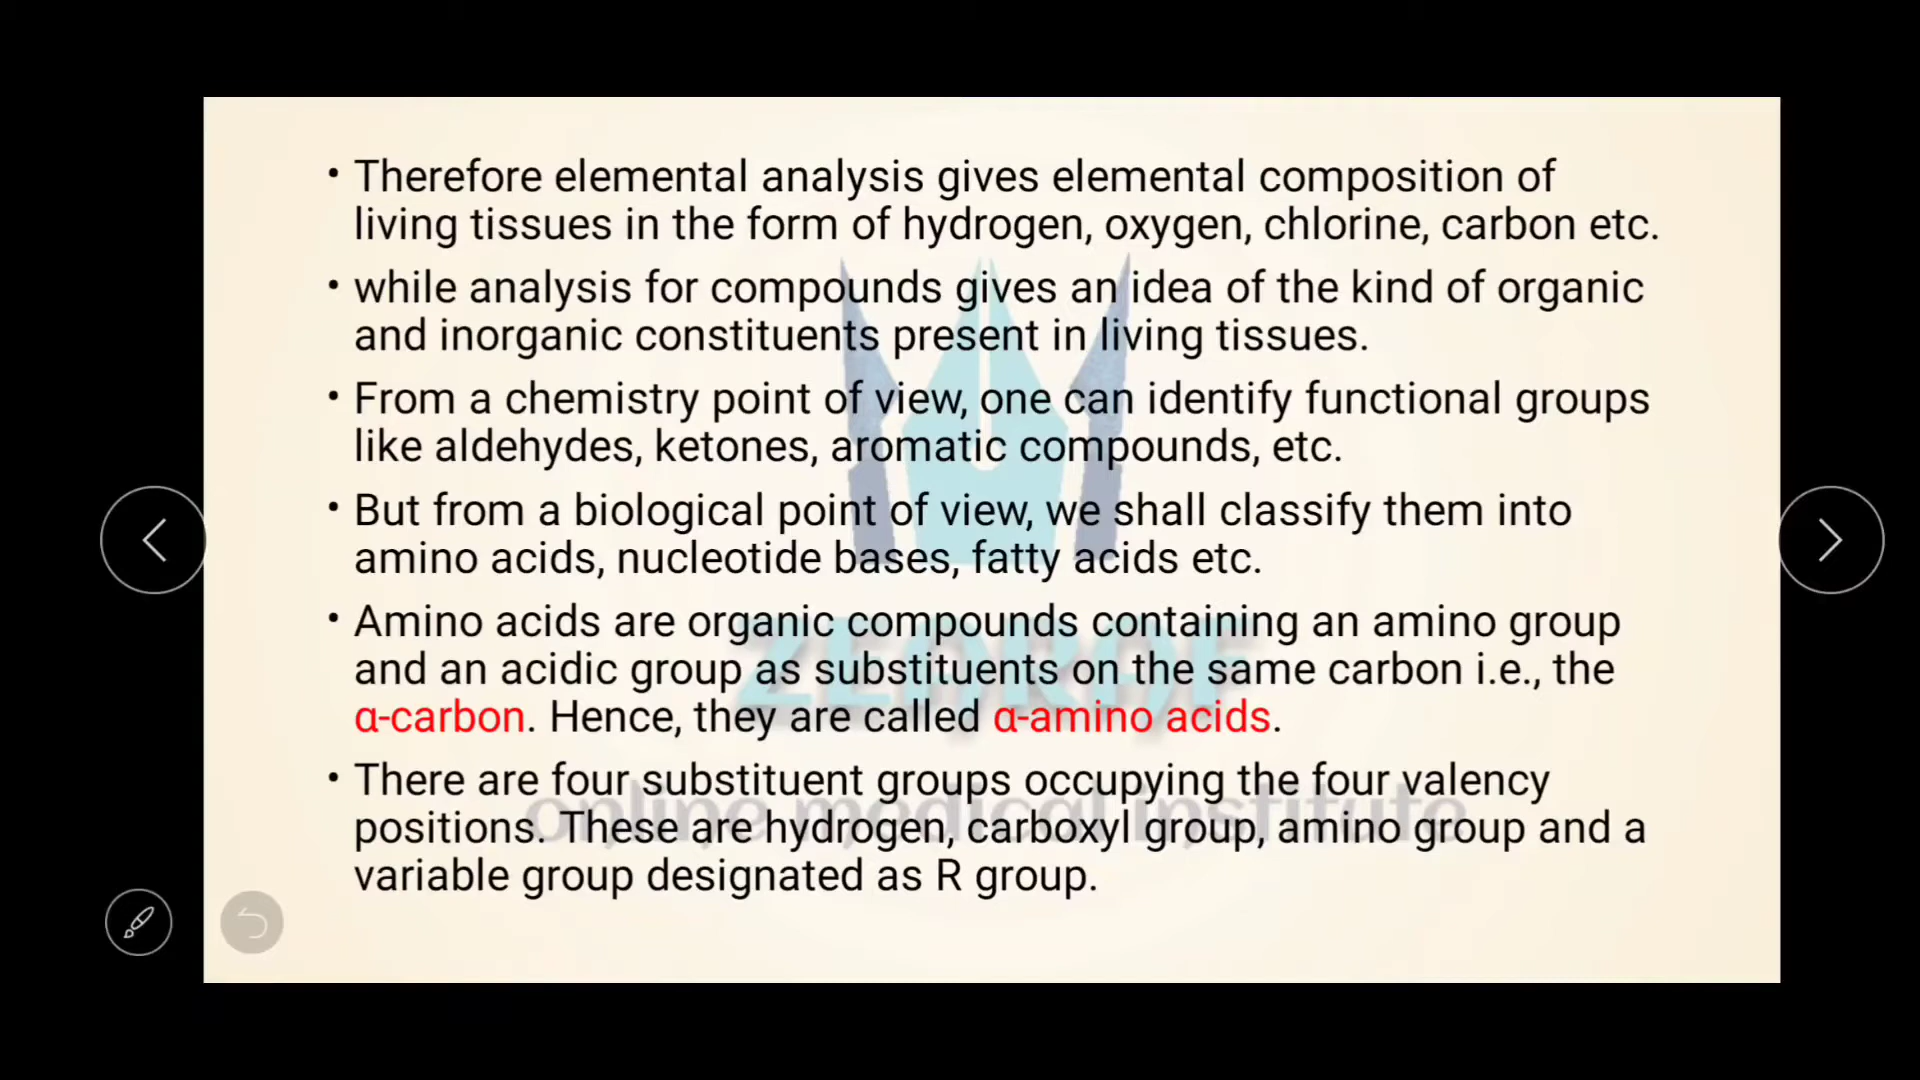 • Therefore elemental analysis gives elemental composition of
living tissues in the form of hydrogen, oxygen, chlorine, carbon etc.
• while analysis for compounds gives an idea of the kind of organic
and inorganic constituents present in living tissues.
• From a chemistry point of view, one can identify functional groups
like aldehydes, ketones, aromatic compounds, etc.
• But from a biological point of view, we shall classify them into
amino acids, nucleotide bases, fatty acids etc.
• Amino acids are organic compounds containing an amino group
and an acidic group as substituents on the same carbon i.e., the
α-carbon. Hence, they are called α-amino acids.
• There are four substituent groups occupying the four valency
positions. These are hydrogen, carboxyl group, amino group and a
variable group designated as R group.
online medical institute